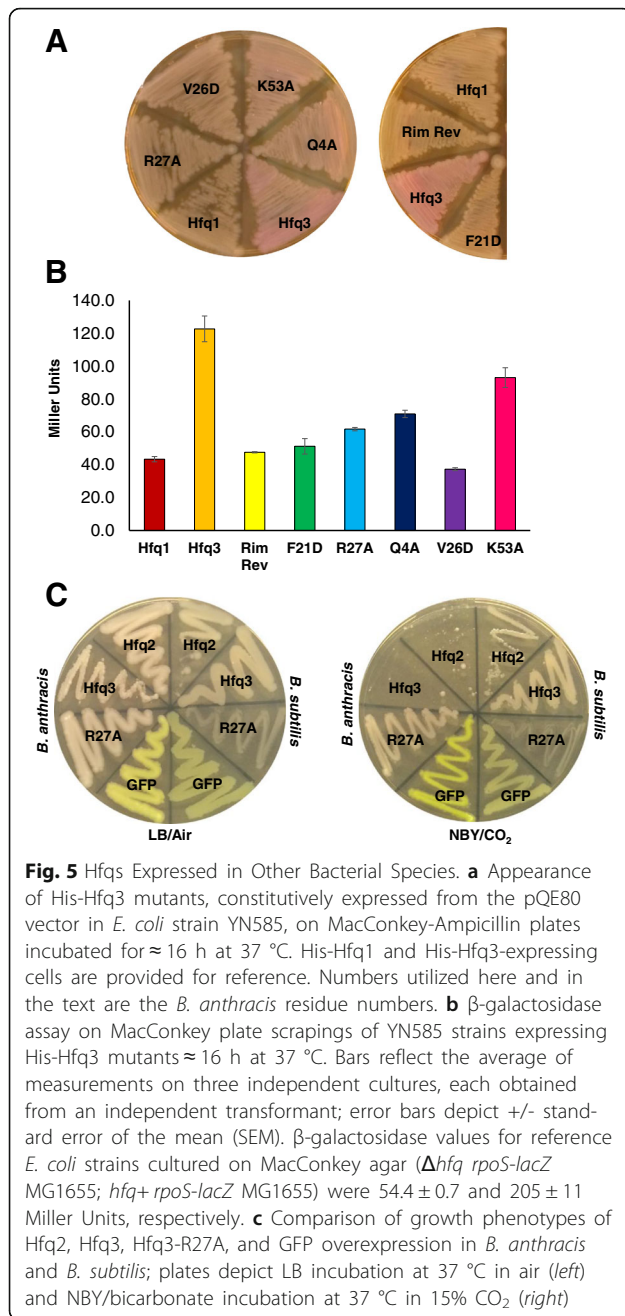 A
V26D
K53A
Q4A
Hfq3
Hfq1
R27A
Hfq1
Rim Rev
Hfq3
F21D
B
Miller Units
140.0
120.0
100.0
80.0
60.0
40.0
20.0
0.0
Hfq1
Hfq3
Rim
Rev
F21D
R27A
Q4A
V26D
K53A
C
B. anthracis
Hfq2
Hfq2
Hfq3
Hfq3
R27A
R27A
GFP
GFP
B. subtilis
LB/Air
B. anthracis
Hfq2
Hfq2
Hfq3
Hfq3
R27A
R27A
GFP
GFP
B. subtilis
NBY/CO₂
Fig. 5 Hfqs Expressed in Other Bacterial Species. a Appearance
of His-Hfq3 mutants, constitutively expressed from the pQE80
vector in E. coli strain YN585, on MacConkey-Ampicillin plates
incubated for ≈ 16 h at 37 °C. His-Hfq1 and His-Hfq3-expressing
cells are provided for reference. Numbers utilized here and in
the text are the B. anthracis residue numbers. b β-galactosidase
assay on MacConkey plate scrapings of YN585 strains expressing
His-Hfq3 mutants ≈ 16 h at 37 °C. Bars reflect the average of
measurements on three independent cultures, each obtained
from an independent transformant; error bars depict +/- stand-
ard error of the mean (SEM). β-galactosidase values for reference
E. coli strains cultured on MacConkey agar (Δhfq rpoS-lacZ
MG1655; hfq+ rpoS-lacZ MG1655) were 54.4 ± 0.7 and 205 ± 11
Miller Units, respectively. c Comparison of growth phenotypes of
Hfq2, Hfq3, Hfq3-R27A, and GFP overexpression in B. anthracis
and B. subtilis; plates depict LB incubation at 37 °C in air (left)
and NBY/bicarbonate incubation at 37 °C in 15% CO₂ (right)